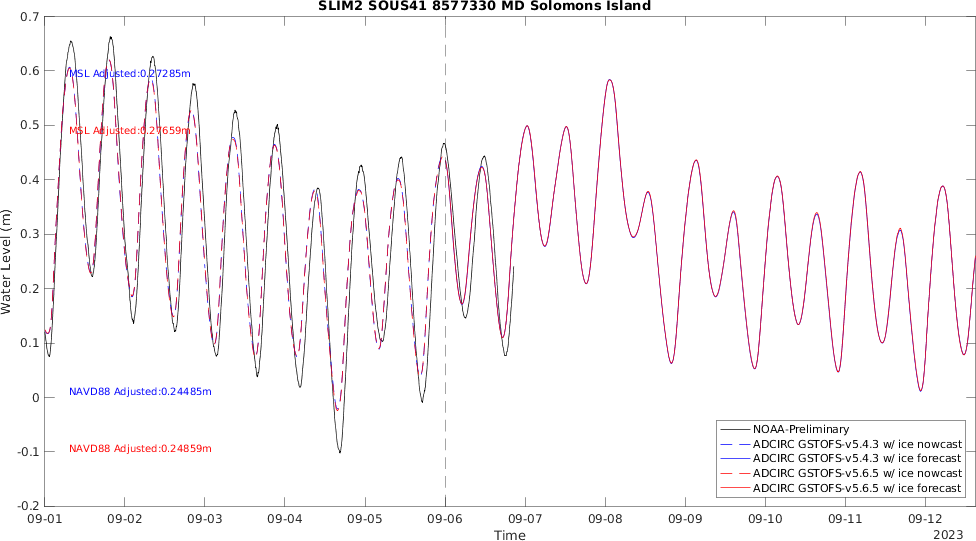 SLIM2 SOUS41 8577330 MD Solomons Island
0.7
0.6
0.5
0.4
0.3
0.2
0.1
0
-0.1
-0.2
Water Level (m)
MSL Adjusted:0.27285m
MSL Adjusted:0.27659m
NAVD88 Adjusted:0.24485m
NAVD88 Adjusted:0.24859m
NOAA-Preliminary
ADCIRC GSTOFS-v5.4.3 w/ ice nowcast
ADCIRC GSTOFS-v5.4.3 w/ ice forecast
ADCIRC GSTOFS-v5.6.5 w/ ice nowcast
ADCIRC GSTOFS-v5.6.5 w/ ice forecast
09-01 09-02 09-03 09-04 09-05 09-06 09-07 09-08 09-09 09-10 09-11 09-12
Time
2023